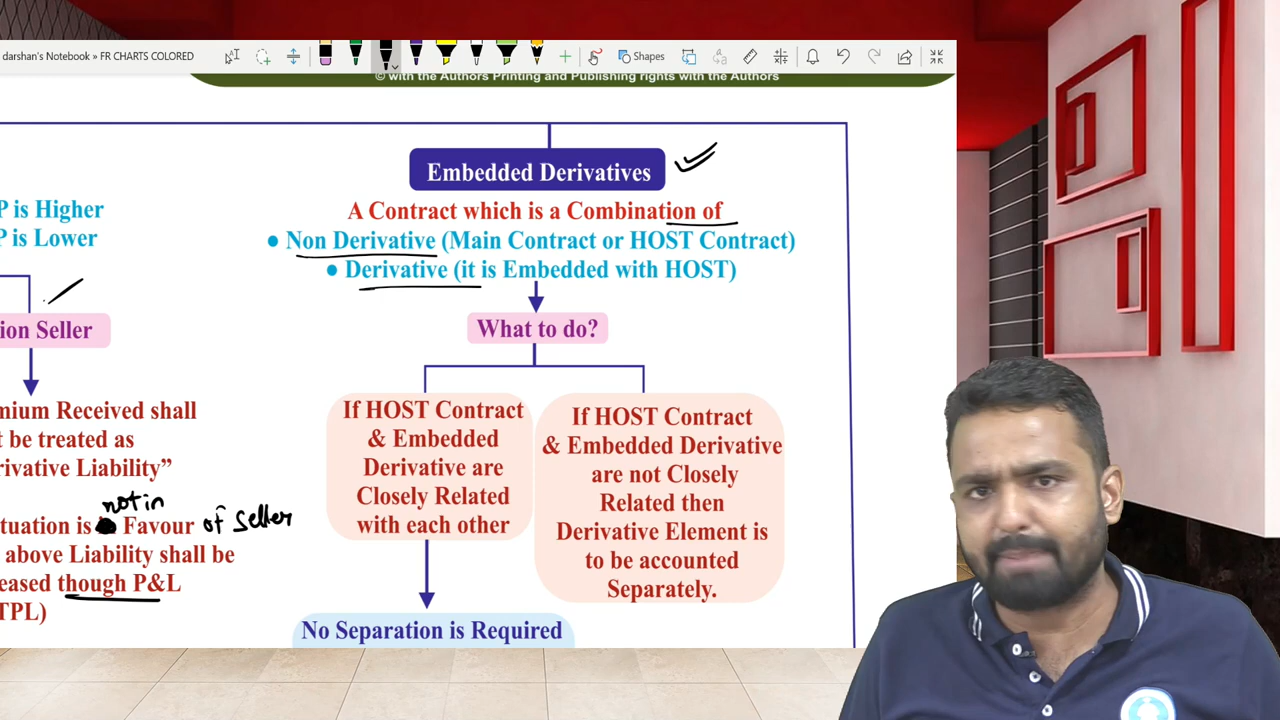 darshan's Notebook » FR CHARTS COLORED
Shapes
© with the Authors Printing and Publishing rights with the Authors
P is Higher
P is Lower
ion Seller
mium Received shall
t be treated as
rivative Liability”
not in
tuation is Favour of Seller
above Liability shall be
eased though P&L
TPL)
Embedded Derivatives
A Contract which is a Combination of
● Non Derivative (Main Contract or HOST Contract)
● Derivative (it is Embedded with HOST)
What to do?
If HOST Contract
& Embedded
Derivative are
Closely Related
with each other
No Separation is Required
If HOST Contract
& Embedded Derivative
are not Closely
Related then
Derivative Element is
to be accounted
Separately.